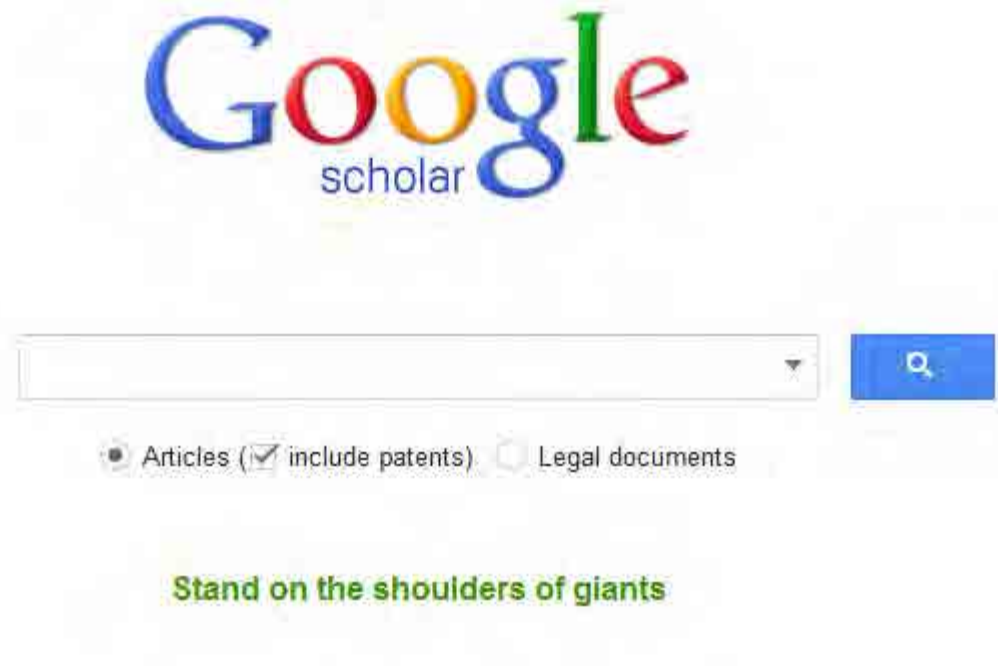 Google
scholar
Articles (include patents) Legal documents
Stand on the shoulders of giants